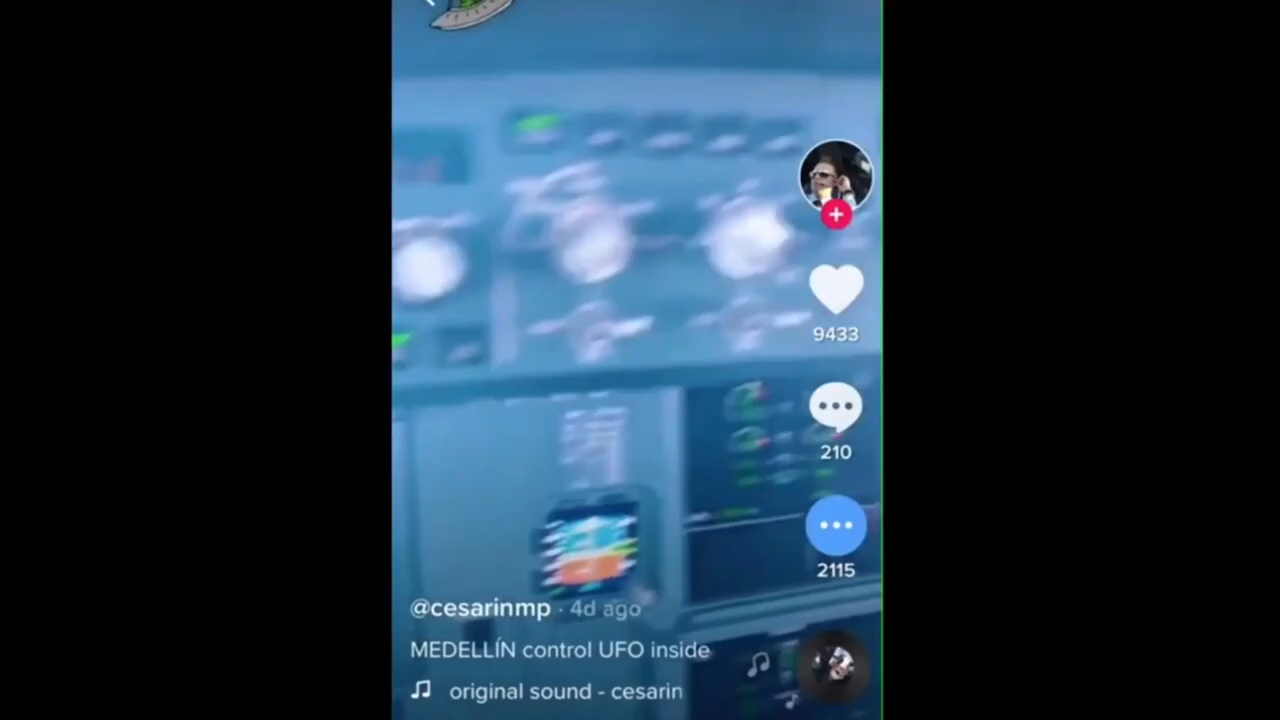 9433
210
2115
@cesarinmp · 4d ago
MEDELLÍN control UFO inside
original sound - cesarin